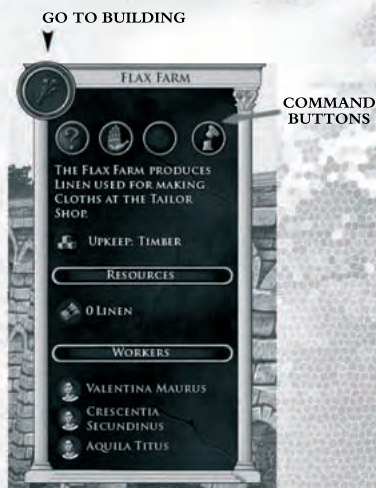 GO TO BUILDING
FLAX FARM
COMMAND
BUTTONS
?
THE FLAX FARM PRODUCES
LINEN USED FOR MAKING
CLOTHS AT THE TAILOR
SHOP.
UPKEEP: TIMBER
RESOURCES
0 LINEN
WORKERS
VALENTINA MAURUS
CRESCENTIA
SECUNDINUS
AQUILA TITUS